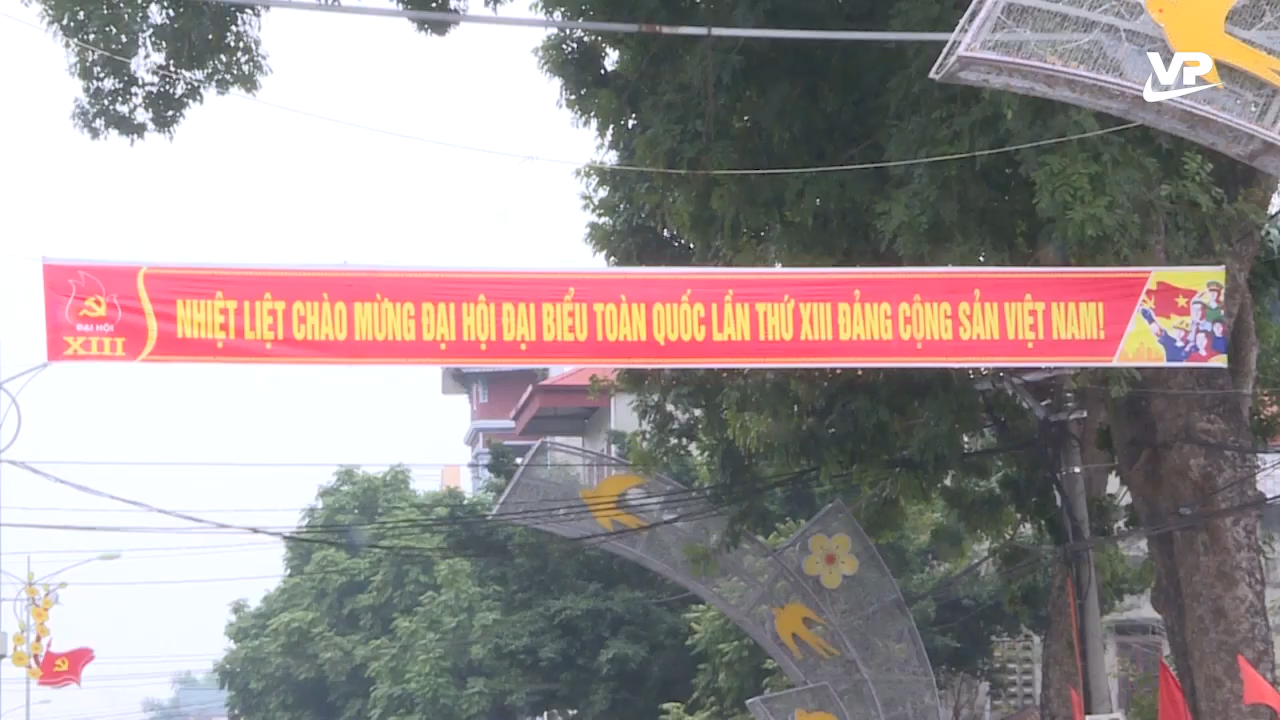 VP
NHIỆT LIỆT CHÀO MỪNG ĐẠI HỘI ĐẠI BIỂU TOÀN QUỐC LẦN THỨ XIII ĐẢNG CỘNG SẢN VIỆT NAM!
ĐẠI HỘI
XIII